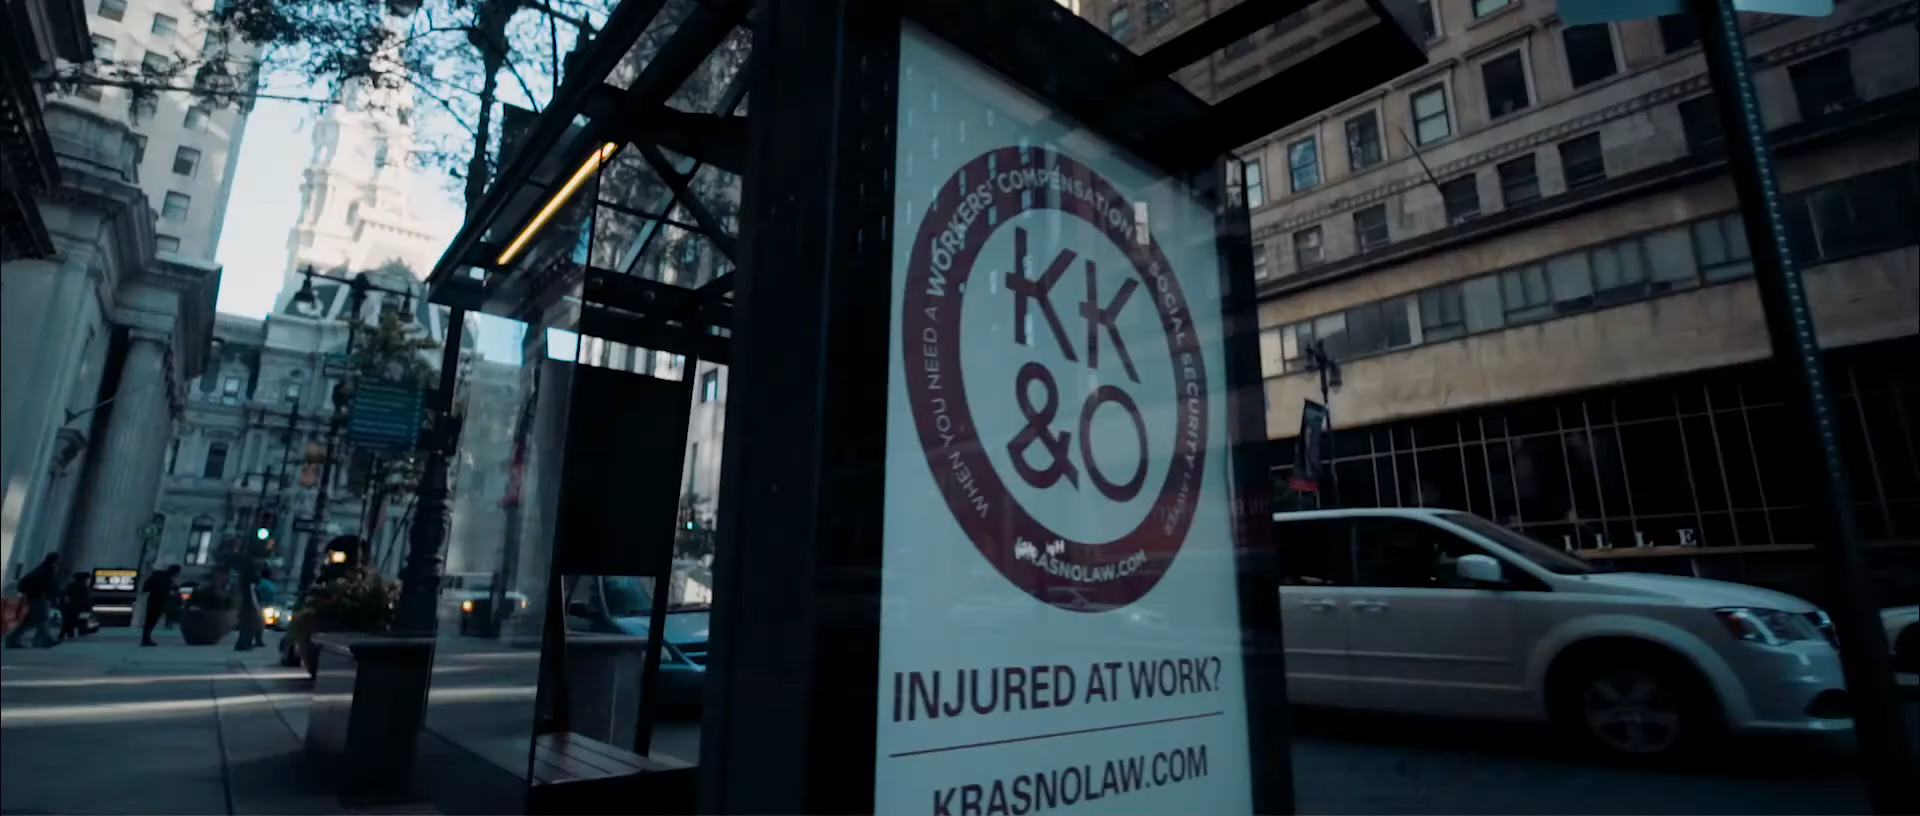 WHEN YOU NEED A WORKERS' COMPENSATION
SOCIAL SECURITY LAWYER
KK
&O
KRASNOLAW.COM
INJURED AT WORK?
KRASNOLAW.COM